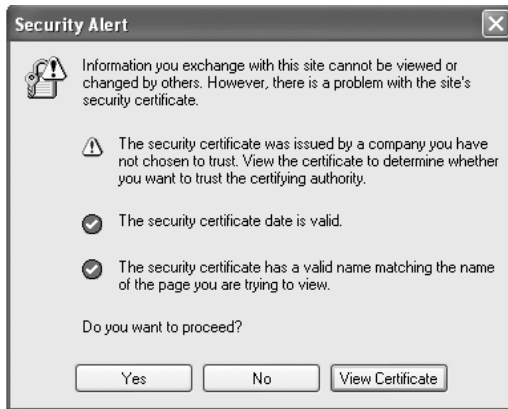 Security Alert
Information you exchange with this site cannot be viewed or
changed by others. However, there is a problem with the site's
security certificate.
The security certificate was issued by a company you have
not chosen to trust. View the certificate to determine whether
you want to trust the certifying authority.
The security certificate date is valid.
The security certificate has a valid name matching the name
of the page you are trying to view.
Do you want to proceed?
Yes No View Certificate